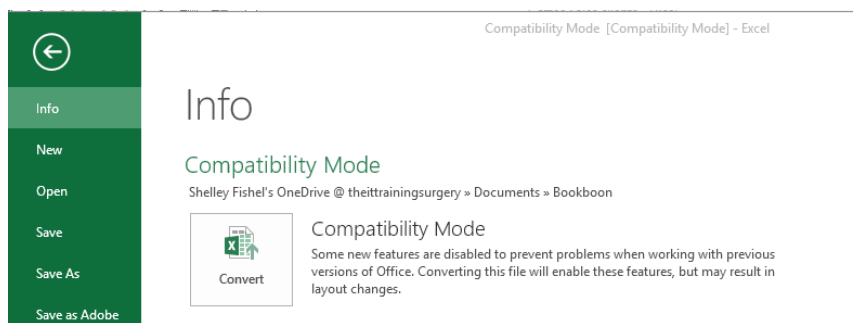 Compatibility Mode [Compatibility Mode] - Excel
Info
New
Open
Save
Save As
Save as Adobe
Info
Compatibility Mode
Shelley Fishel's OneDrive @ theittrainingsurgery » Documents » Bookboon
Convert
Compatibility Mode
Some new features are disabled to prevent problems when working with previous
versions of Office. Converting this file will enable these features, but may result in
layout changes.